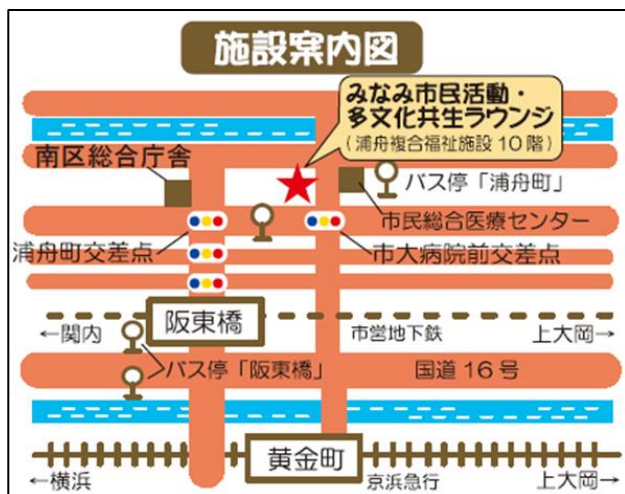 施設案内図
みなみ市民活動・
多文化共生ラウンジ
(浦舟複合福祉施設10階)
南区総合庁舎
バス停「浦舟町」
市民総合医療センター
浦舟町交差点
市大病院前交差点
阪東橋
←関内
市営地下鉄
上大岡→
バス停「阪東橋」
国道16号
黄金町
←横浜
京浜急行
上大岡→